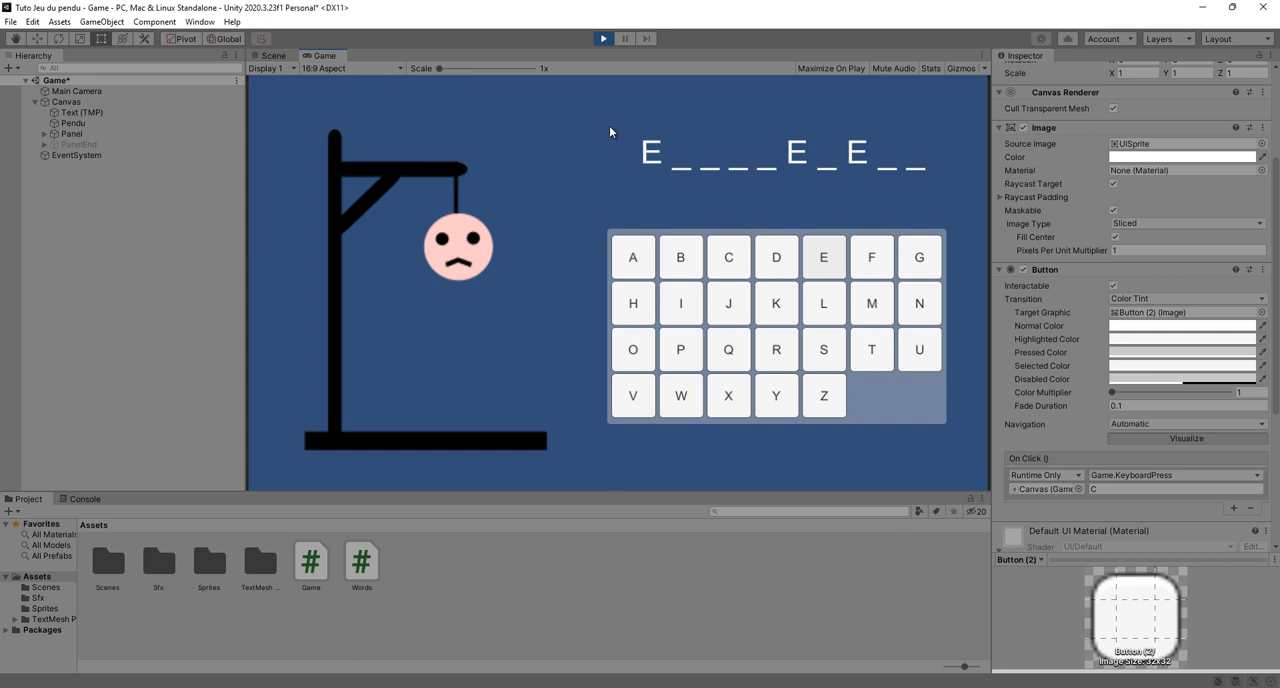 Tuto Jeu du pendu - Game - PC, Mac & Linux Standalone - Unity 2020.3.23f1 Personal* <DX11>
File Edit Assets GameObject Component Window Help
Pivot Global Account Layers Layout
Hierarchy
All
Game*
Main Camera
Canvas
Text (TMP)
Pendu
Panel
PanelEnd
EventSystem
Scene Game
Display 1 16:9 Aspect Scale 1x Maximize On Play Mute Audio Stats Gizmos
E _ _ _ _ E _ E _ _
A B C D E F G
H I J K L M N
O P Q R S T U
V W X Y Z
Inspector
Scale X 1 Y 1 Z 1
Canvas Renderer
Cull Transparent Mesh
Image
Source Image UISprite
Color
Material None (Material)
Raycast Target
Raycast Padding
Maskable
Image Type Sliced
Fill Center
Pixels Per Unit Multiplier 1
Button
Interactable
Transition Color Tint
Target Graphic Button (2) (Image)
Normal Color
Highlighted Color
Pressed Color
Selected Color
Disabled Color
Color Multiplier 1
Fade Duration 0.1
Navigation Automatic
Visualize
On Click ()
Runtime Only Game.KeyboardPress
Canvas (Game C
Default UI Material (Material)
Shader UI/Default Edit...
Button (2)
Button (2)
Image Size: 32x32
Project Console
20
Favorites
All Materials
All Models
All Prefabs
Assets
Scenes
Sfx
Sprites
TextMesh P
Packages
Assets
Scenes Sfx Sprites TextMesh ... Game Words